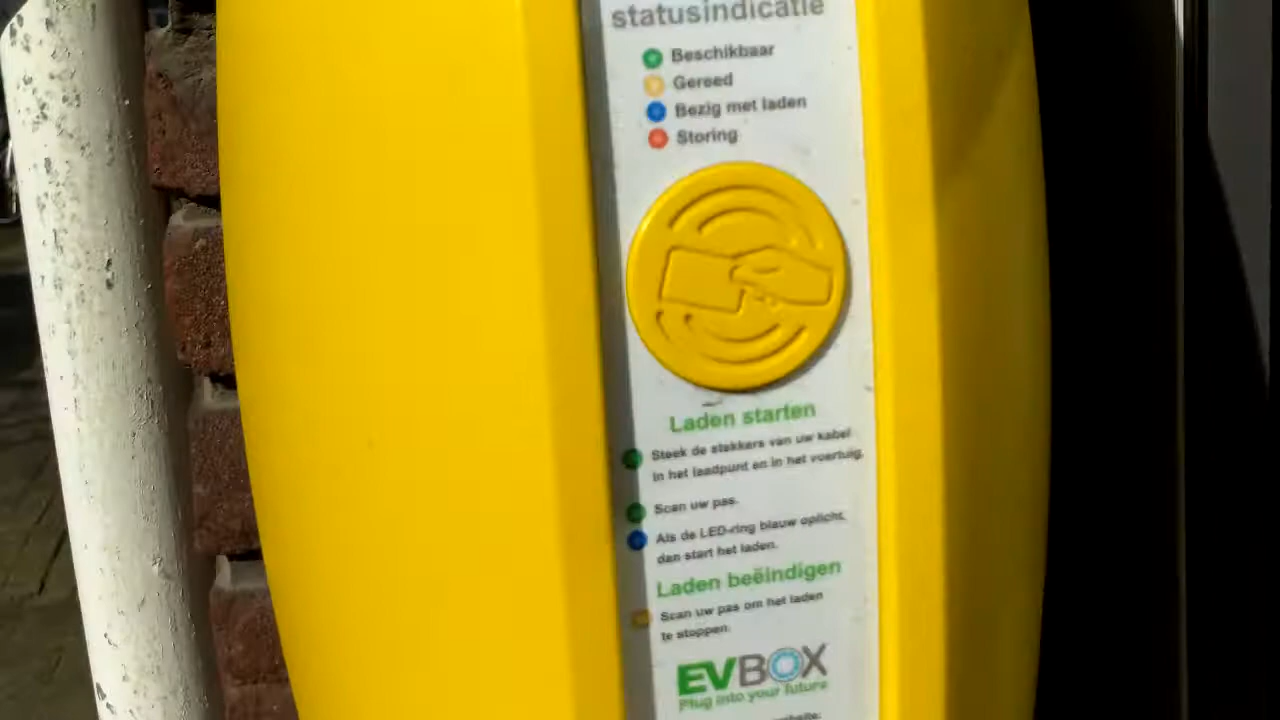 statusindicatie
Beschikbaar
Gereed
Bezig met laden
Storing
Laden starten
Steek de stekkers van uw kabel
in het laadpunt en in het voertuig.
Scan uw pas.
Als de LED-ring blauw oplicht,
dan start het laden.
Laden beëindigen
Scan uw pas om het laden
te stoppen.
EVBOX
Plug into your future